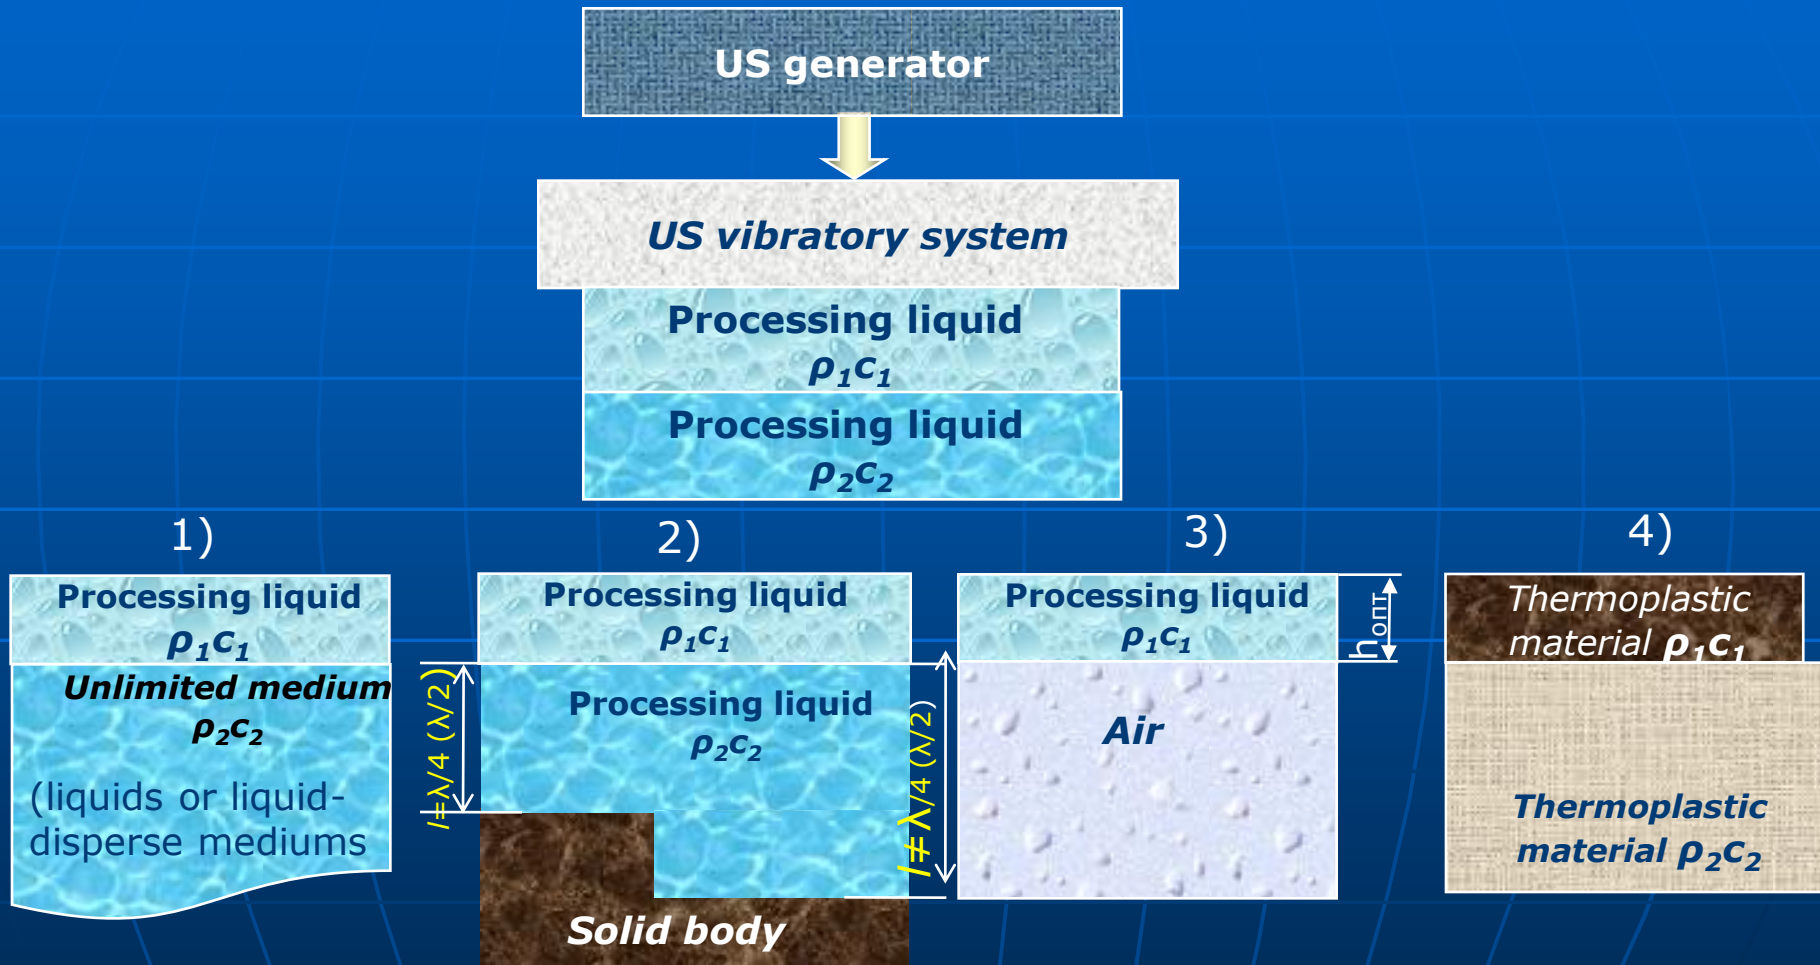 US generator
US vibratory system
Processing liquid
ρ₁c₁
Processing liquid
ρ₂c₂
1)
2)
3)
4)
Processing liquid
ρ₁c₁
Unlimited medium
ρ₂c₂
(liquids or liquid-
disperse mediums
l=λ/4 (λ/2)
Processing liquid
ρ₁c₁
Processing liquid
ρ₂c₂
Solid body
l≠λ/4 (λ/2)
Processing liquid
ρ₁c₁
hопт
Air
Thermoplastic
material ρ₁c₁
Thermoplastic
material ρ₂c₂